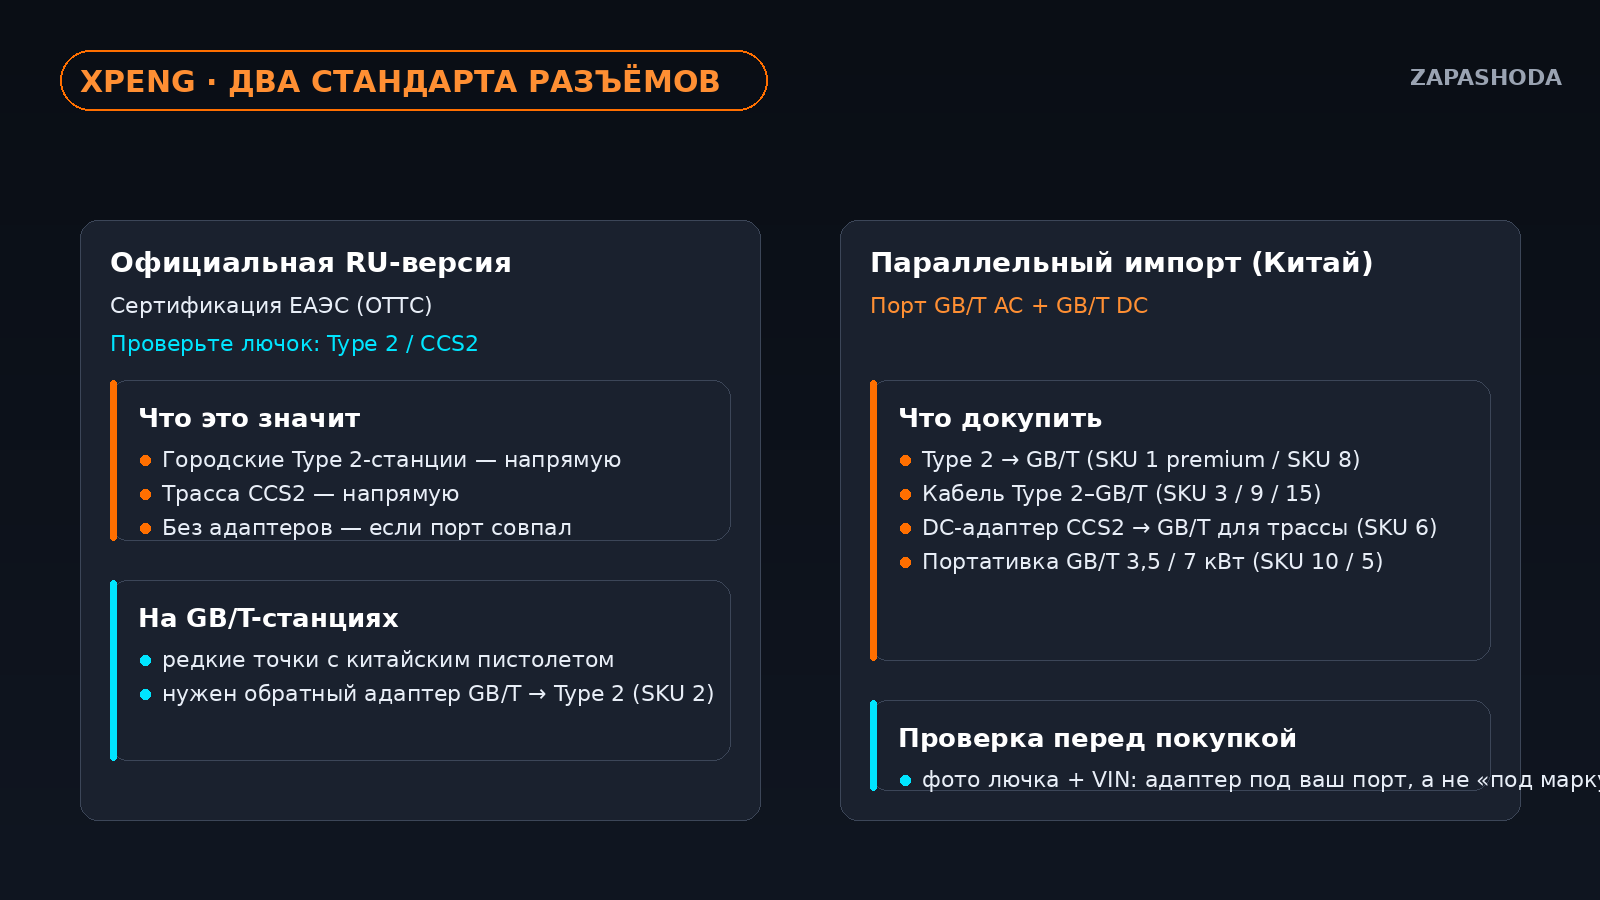 XPENG · ДВА СТАНДАРТА РАЗЪЁМОВ
ZAPASHODA
Официальная RU-версия
Сертификация ЕАЭС (ОТТС)
Проверьте лючок: Type 2 / CCS2
Что это значит
Городские Type 2-станции — напрямую
Трасса CCS2 — напрямую
Без адаптеров — если порт совпал
На GB/T-станциях
редкие точки с китайским пистолетом
нужен обратный адаптер GB/T → Type 2 (SKU 2)
Параллельный импорт (Китай)
Порт GB/T AC + GB/T DC
Что докупить
Type 2 → GB/T (SKU 1 premium / SKU 8)
Кабель Type 2–GB/T (SKU 3 / 9 / 15)
DC-адаптер CCS2 → GB/T для трассы (SKU 6)
Портативка GB/T 3,5 / 7 кВт (SKU 10 / 5)
Проверка перед покупкой
фото лючка + VIN: адаптер под ваш порт, а не «под